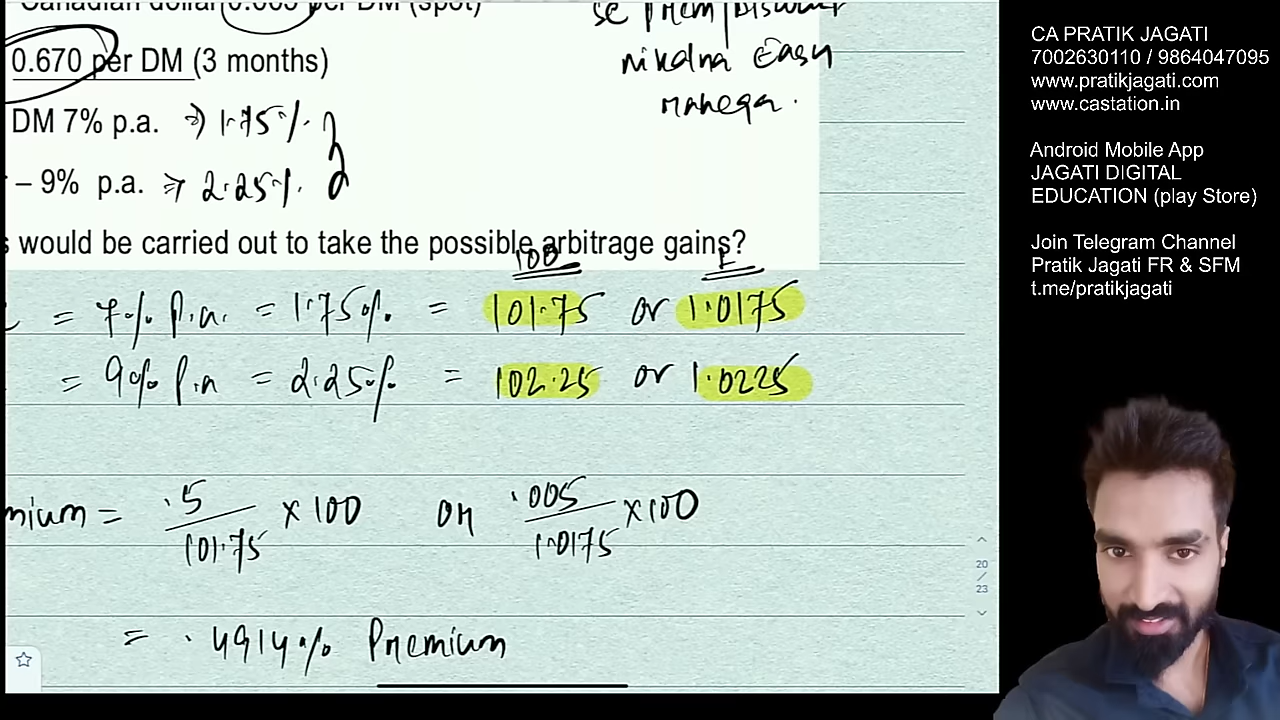 Canadian dollar 0.665 per DM (spot)
se Prem/Discount
0.670 per DM (3 months)
nikalna Easy
rahega.
DM 7% p.a. ⇒ 1.75%.
– 9% p.a. ⇒ 2.25%.
s would be carried out to take the possible arbitrage gains?
100 1
= 7% P.a. = 1.75%. = 101.75 or 1.0175
= 9% P.a = 2.25% = 102.25 or 1.0225
mium = .5 / 101.75 × 100 or .005 / 1.0175 × 100
= .4914% Premium
20 / 23
CA PRATIK JAGATI
7002630110 / 9864047095
www.pratikjagati.com
www.castation.in
Android Mobile App
JAGATI DIGITAL
EDUCATION (play Store)
Join Telegram Channel
Pratik Jagati FR & SFM
t.me/pratikjagati